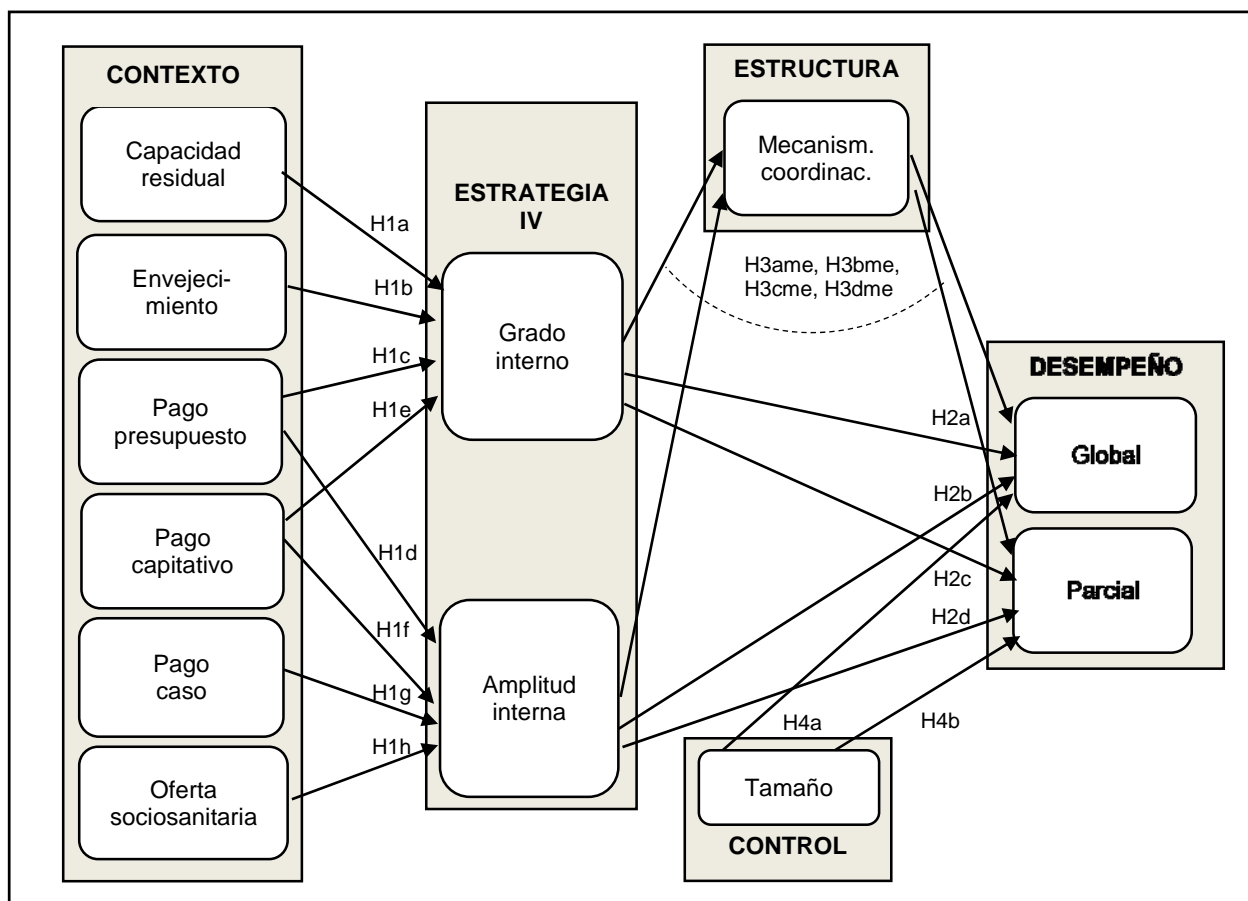 CONTEXTO
Capacidad
residual
Envejeci-
miento
Pago
presupuesto
Pago
capitativo
Pago
caso
Oferta
sociosanitaria
H1a
H1b
H1c
H1e
H1d
H1f
H1g
H1h
ESTRATEGIA
IV
Grado
interno
Amplitud
interna
ESTRUCTURA
Mecanism.
coordinac.
H3ame, H3bme,
H3cme, H3dme
H2a
H2b
H2c
H2d
H4a
H4b
DESEMPEÑO
Global
Parcial
Tamaño
CONTROL